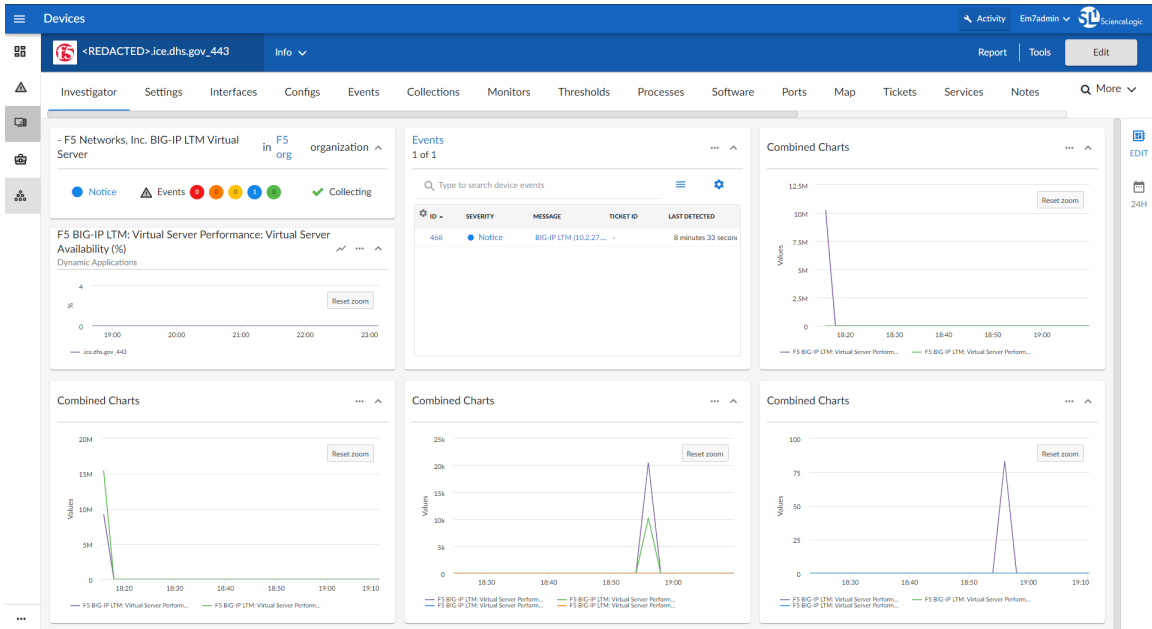 Devices
Activity
Em7admin
SL1 ScienceLogic
f5
<REDACTED>.ice.dhs.gov_443
Info
Report
Tools
Edit
Investigator Settings Interfaces Configs Events Collections Monitors Thresholds Processes Software Ports Map Tickets Services Notes More
- F5 Networks, Inc. BIG-IP LTM Virtual
Server
in
F5
org
organization
Notice
Events 0 0 0 1 0
Collecting
F5 BIG-IP LTM: Virtual Server Performance: Virtual Server
Availability (%)
Dynamic Applications
4
%
0
Reset zoom
19:00 20:00 21:00 22:00 23:00
.ice.dhs.gov_443
Events
1 of 1
Type to search device events
ID SEVERITY MESSAGE TICKET ID LAST DETECTED
468 Notice BIG-IP LTM (10.2.27.... - 8 minutes 33 second
Combined Charts
12.5M
10M
7.5M
5M
2.5M
0
Values
Reset zoom
18:20 18:30 18:40 18:50 19:00
F5 BIG-IP LTM: Virtual Server Perform... F5 BIG-IP LTM: Virtual Server Perform...
EDIT
24H
Combined Charts
20M
15M
10M
5M
0
Values
Reset zoom
18:20 18:30 18:40 18:50 19:00 19:10
F5 BIG-IP LTM: Virtual Server Perform... F5 BIG-IP LTM: Virtual Server Perform...
Combined Charts
25k
20k
15k
10k
5k
0
Values
Reset zoom
18:30 18:40 18:50 19:00
F5 BIG-IP LTM: Virtual Server Perform... F5 BIG-IP LTM: Virtual Server Perform...
F5 BIG-IP LTM: Virtual Server Perform... F5 BIG-IP LTM: Virtual Server Perform...
Combined Charts
100
75
50
25
0
Values
Reset zoom
18:30 18:40 18:50 19:00 19:10
F5 BIG-IP LTM: Virtual Server Perform... F5 BIG-IP LTM: Virtual Server Perform...
F5 BIG-IP LTM: Virtual Server Perform...